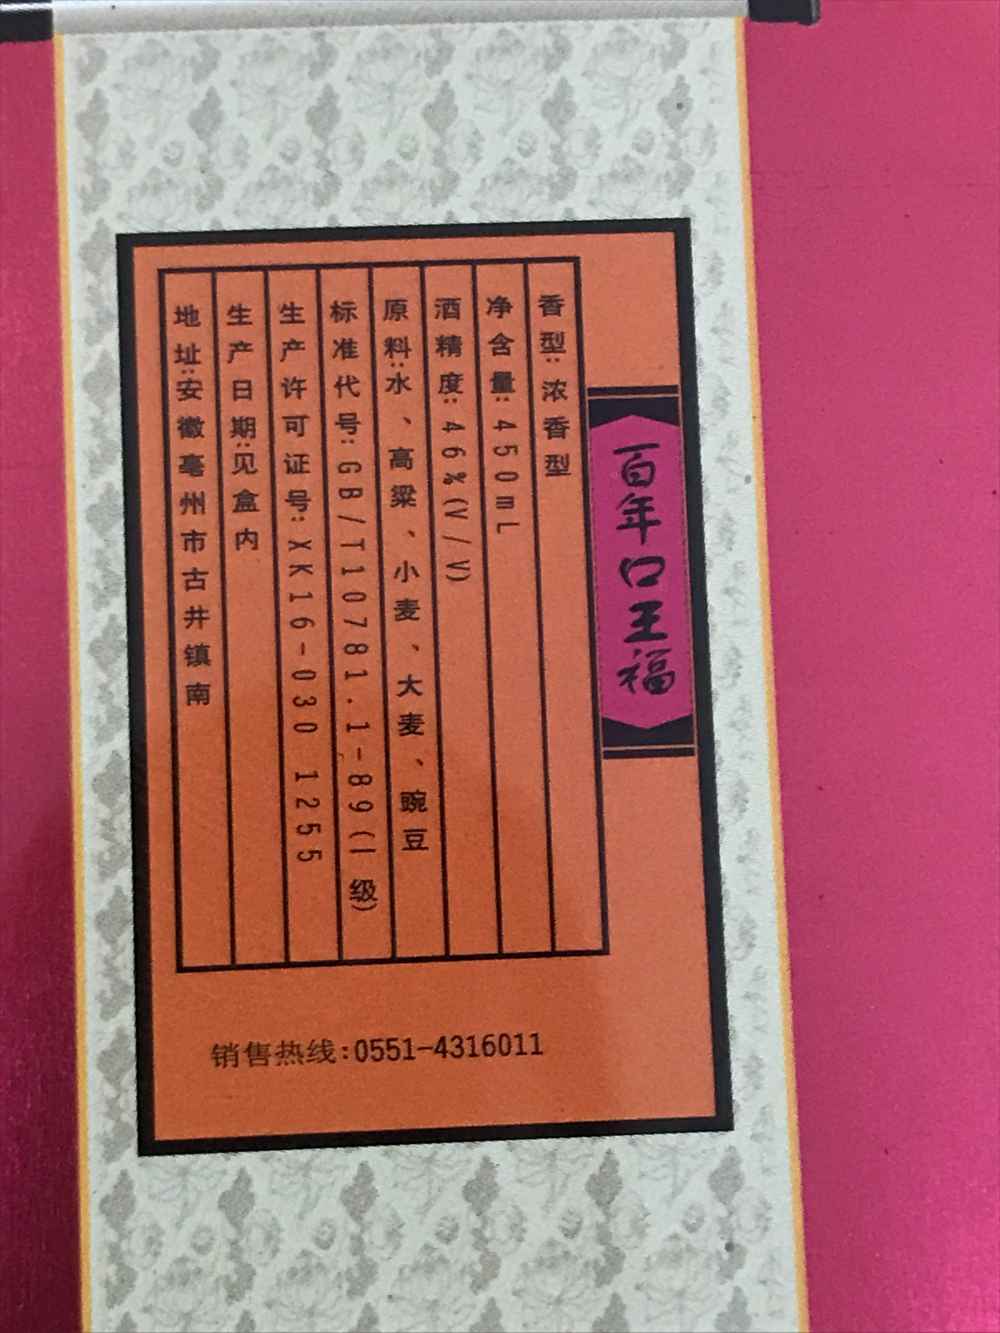 百年口王福
香型:浓香型
净含量:450mL
酒精度:46%(V/V)
原料:水、高粱、小麦、大麦、豌豆
标准代号:GB/T10781.1-89(I级)
生产许可证号:XK16-030 1255
生产日期:见盒内
地址:安徽亳州市古井镇南
销售热线:0551-4316011